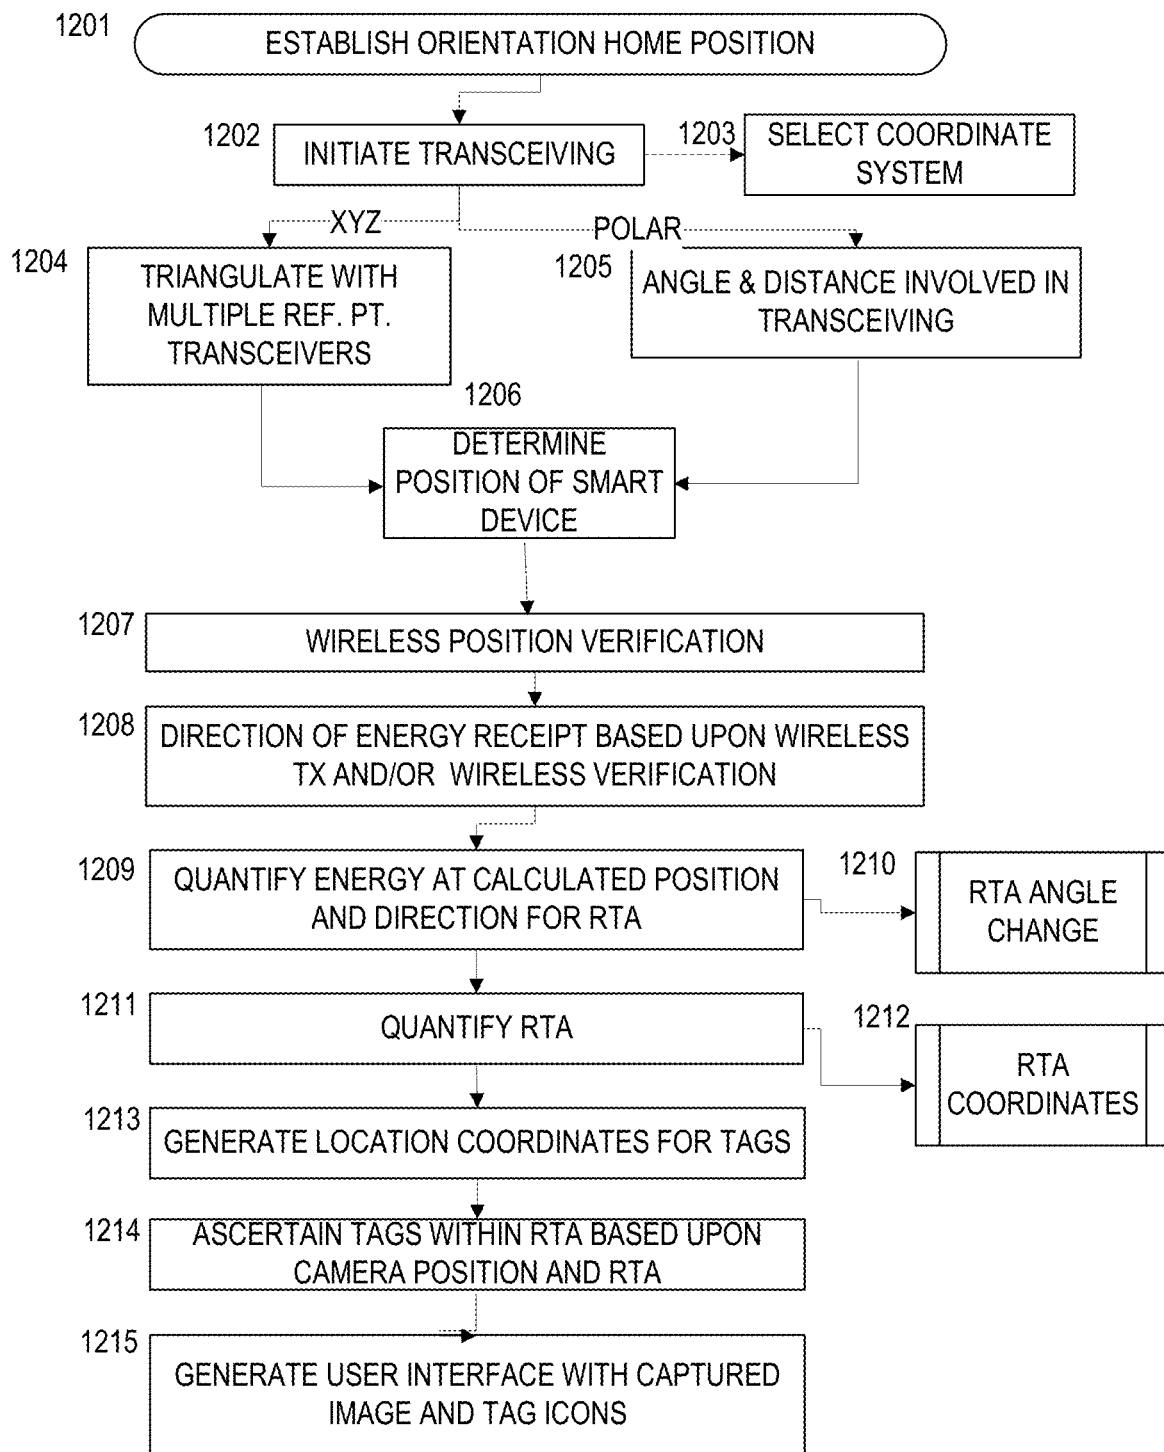 1201
ESTABLISH ORIENTATION HOME POSITION
1202
INITIATE TRANSCEIVING
1203
SELECT COORDINATE
SYSTEM
XYZ
POLAR
1204
TRIANGULATE WITH
MULTIPLE REF. PT.
TRANSCEIVERS
1205
ANGLE & DISTANCE INVOLVED IN
TRANSCEIVING
1206
DETERMINE
POSITION OF SMART
DEVICE
1207
WIRELESS POSITION VERIFICATION
1208
DIRECTION OF ENERGY RECEIPT BASED UPON WIRELESS
TX AND/OR WIRELESS VERIFICATION
1209
QUANTIFY ENERGY AT CALCULATED POSITION
AND DIRECTION FOR RTA
1210
RTA ANGLE
CHANGE
1211
QUANTIFY RTA
1212
RTA
COORDINATES
1213
GENERATE LOCATION COORDINATES FOR TAGS
1214
ASCERTAIN TAGS WITHIN RTA BASED UPON
CAMERA POSITION AND RTA
1215
GENERATE USER INTERFACE WITH CAPTURED
IMAGE AND TAG ICONS